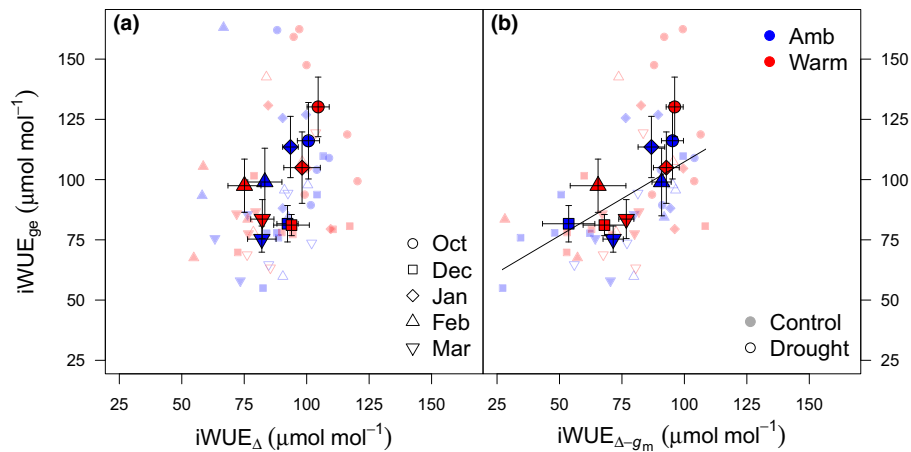 (a)
150
125
100
75
50
25
iWUEge (μmol mol⁻¹)
Oct
Dec
Jan
Feb
Mar
25 50 75 100 125 150
iWUEΔ (μmol mol⁻¹)
(b)
Amb
Warm
150
125
100
75
50
25
Control
Drought
25 50 75 100 125 150
iWUEΔ−gm (μmol mol⁻¹)